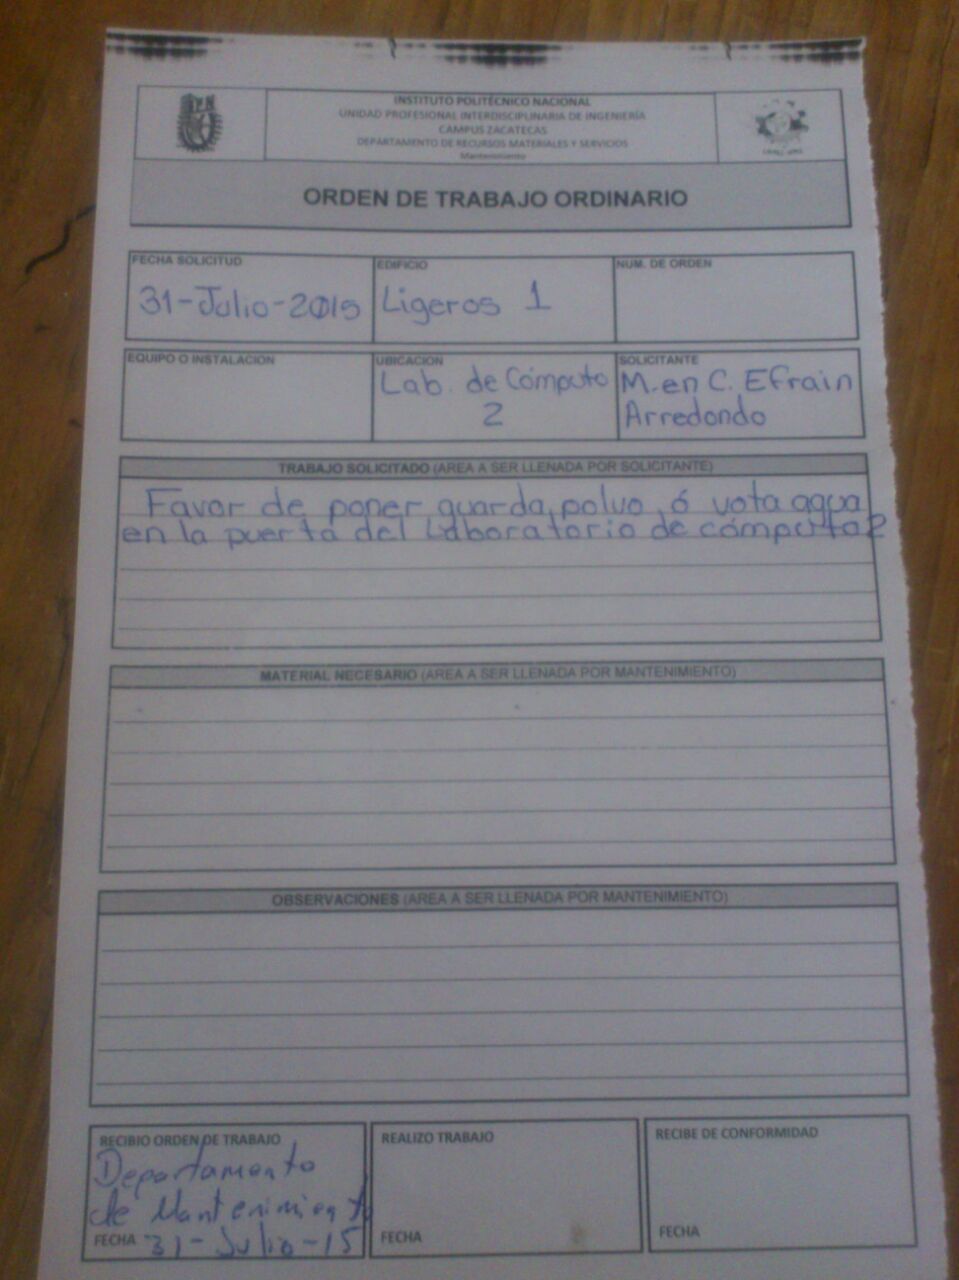 INSTITUTO POLITÉCNICO NACIONAL
UNIDAD PROFESIONAL INTERDISCIPLINARIA DE INGENIERÍA
CAMPUS ZACATECAS
DEPARTAMENTO DE RECURSOS MATERIALES Y SERVICIOS
Mantenimiento
ORDEN DE TRABAJO ORDINARIO
FECHA SOLICITUD
31-Julio-2015
EDIFICIO
Ligeros 1
NUM. DE ORDEN
EQUIPO O INSTALACION
UBICACION
Lab. de Cómputo
2
SOLICITANTE
M. en C. Efrain
Arredondo
TRABAJO SOLICITADO (AREA A SER LLENADA POR SOLICITANTE)
Favor de poner guarda polvo ó vota agua
en la puerta del Laboratorio de cómputo 2
MATERIAL NECESARIO (AREA A SER LLENADA POR MANTENIMIENTO)
OBSERVACIONES (AREA A SER LLENADA POR MANTENIMIENTO)
RECIBIO ORDEN DE TRABAJO
Departamento
de Mantenimiento
FECHA 31-Julio-15
REALIZO TRABAJO
FECHA
RECIBE DE CONFORMIDAD
FECHA